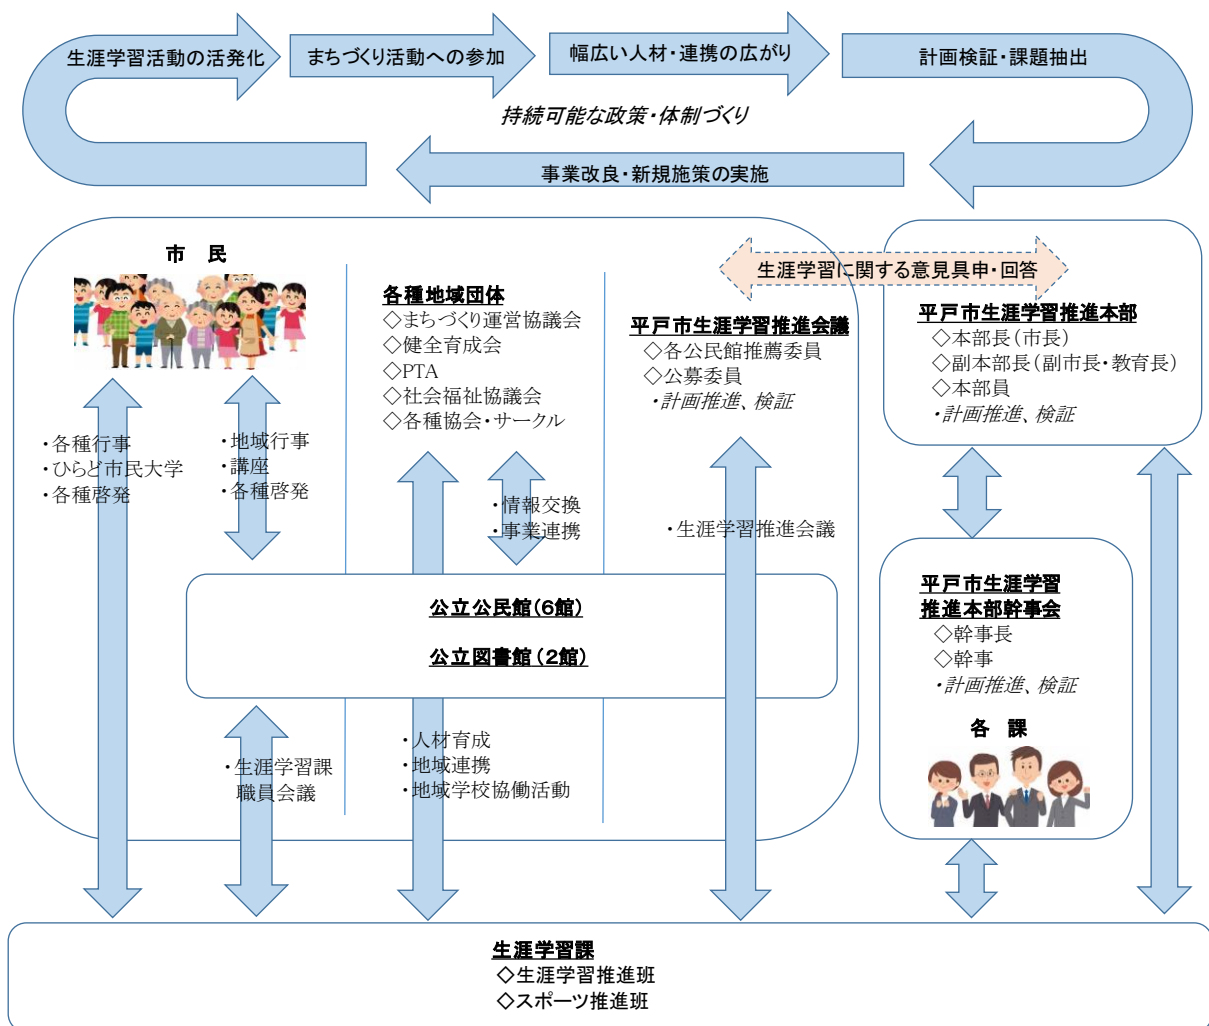 生涯学習活動の活発化
まちづくり活動への参加
幅広い人材・連携の広がり
計画検証・課題抽出
持続可能な政策・体制づくり
事業改良・新規施策の実施
市　民
・各種行事
・ひらど市民大学
・各種啓発
・地域行事
・講座
・各種啓発
各種地域団体
◇まちづくり運営協議会
◇健全育成会
◇PTA
◇社会福祉協議会
◇各種協会・サークル
・情報交換
・事業連携
生涯学習に関する意見具申・回答
平戸市生涯学習推進会議
◇各公民館推薦委員
◇公募委員
・計画推進、検証
・生涯学習推進会議
平戸市生涯学習推進本部
◇本部長（市長）
◇副本部長（副市長・教育長）
◇本部員
・計画推進、検証
公立公民館（6館）
公立図書館（2館）
平戸市生涯学習
推進本部幹事会
◇幹事長
◇幹事
・計画推進、検証
各　課
・生涯学習課
職員会議
・人材育成
・地域連携
・地域学校協働活動
生涯学習課
◇生涯学習推進班
◇スポーツ推進班